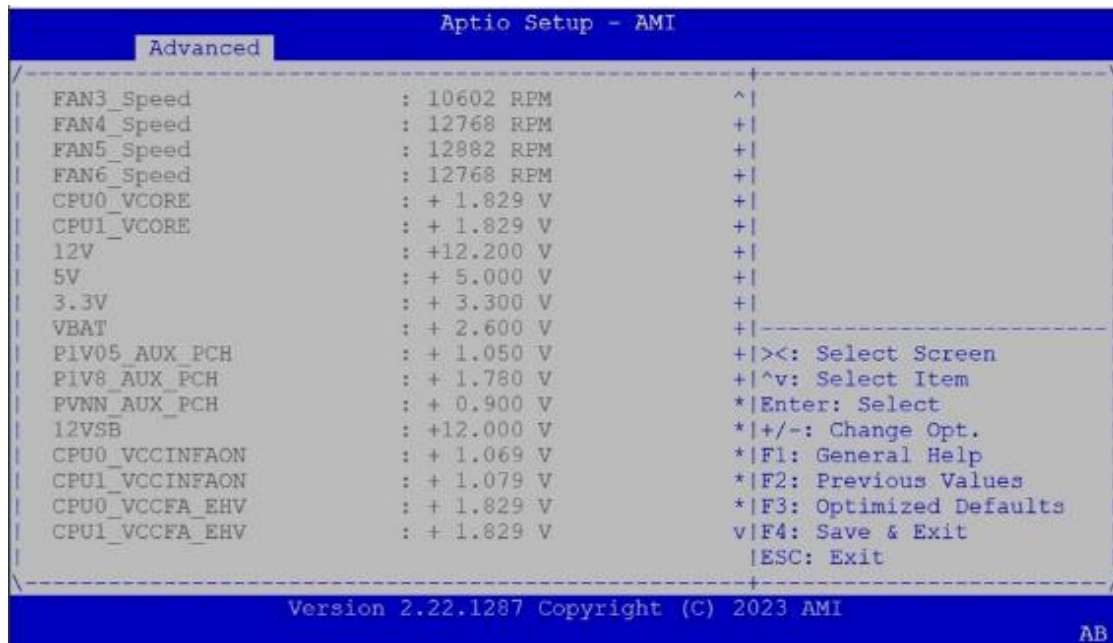 Aptio Setup - AMI
Advanced
FAN3_Speed : 10602 RPM
FAN4_Speed : 12768 RPM
FAN5_Speed : 12882 RPM
FAN6_Speed : 12768 RPM
CPU0_VCORE : + 1.829 V
CPU1_VCORE : + 1.829 V
12V : +12.200 V
5V : + 5.000 V
3.3V : + 3.300 V
VBAT : + 2.600 V
P1V05_AUX_PCH : + 1.050 V
P1V8_AUX_PCH : + 1.780 V
PVNN_AUX_PCH : + 0.900 V
12VSB : +12.000 V
CPU0_VCCINFAON : + 1.069 V
CPU1_VCCINFAON : + 1.079 V
CPU0_VCCFA_EHV : + 1.829 V
CPU1_VCCFA_EHV : + 1.829 V
><: Select Screen
^v: Select Item
Enter: Select
+/-: Change Opt.
F1: General Help
F2: Previous Values
F3: Optimized Defaults
F4: Save & Exit
ESC: Exit
Version 2.22.1287 Copyright (C) 2023 AMI
AB